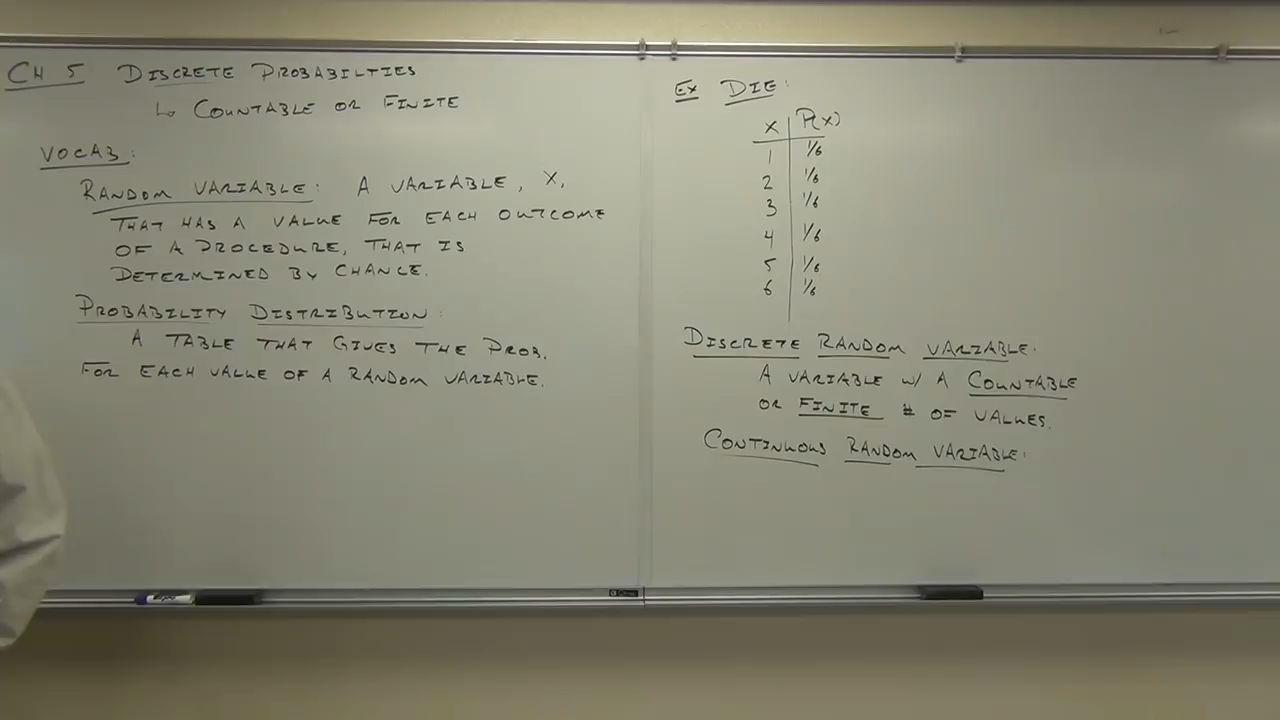 CH 5 DISCRETE PROBABILTIES
↳ COUNTABLE OR FINITE
VOCAB:
RANDOM VARIABLE: A VARIABLE, X,
THAT HAS A VALUE FOR EACH OUTCOME
OF A PROCEDURE, THAT IS
DETERMINED BY CHANCE.
PROBABILITY DISTRIBUTION:
A TABLE THAT GIVES THE PROB.
FOR EACH VALUE OF A RANDOM VARIABLE.
EX DIE:
X P(X)
1 1/6
2 1/6
3 1/6
4 1/6
5 1/6
6 1/6
DISCRETE RANDOM VARIABLE:
A VARIABLE W/ A COUNTABLE
OR FINITE # OF VALUES.
CONTINUOUS RANDOM VARIABLE: